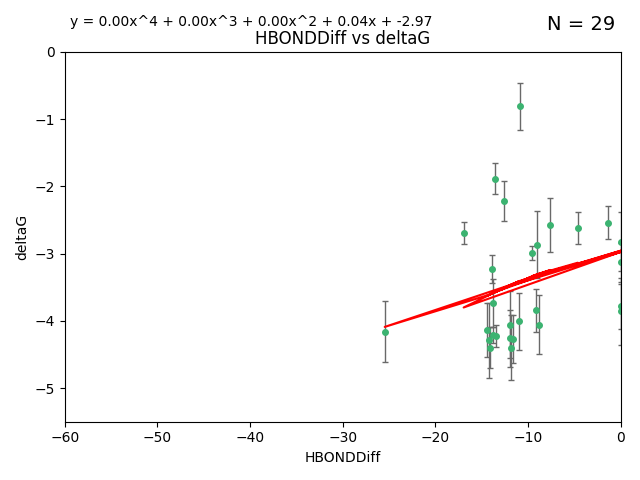 y = 0.00x^4 + 0.00x^3 + 0.00x^2 + 0.04x + -2.97
N = 29
HBONDDiff vs deltaG
0
−1
−2
−3
−4
−5
deltaG
−60
−50
−40
−30
−20
−10
0
HBONDDiff